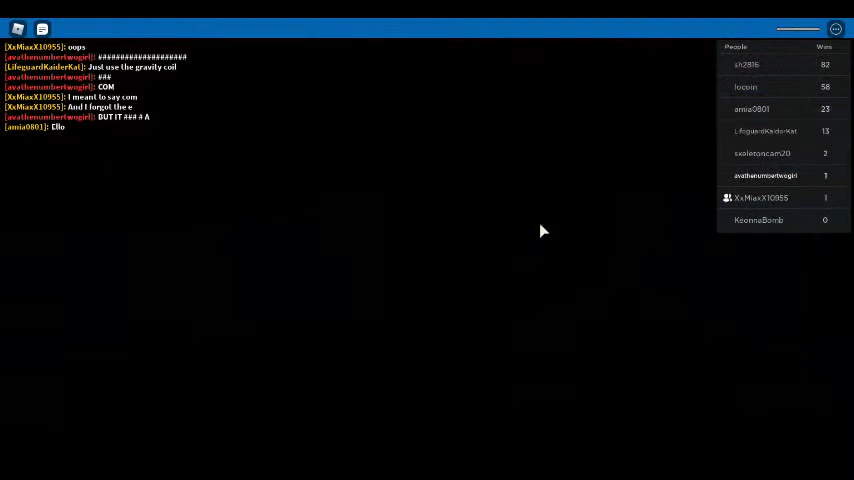 [XxMiaxX10955]: oops
[avathenumbertwogirl]: ####################
[LifeguardKaiderKat]: Just use the gravity coil
[avathenumbertwogirl]: ###
[avathenumbertwogirl]: COM
[XxMiaxX10955]: I meant to say com
[XxMiaxX10955]: And I forgot the e
[avathenumbertwogirl]: BUT IT ### # A
[amia0801]: Ello
People Wins
sh2816 82
locoin 58
amia0801 23
LifeguardKaiderKat 13
sxeletoncam20 2
avathenumbertwogirl 1
XxMiaxX10955 1
KeonnaBomb 0